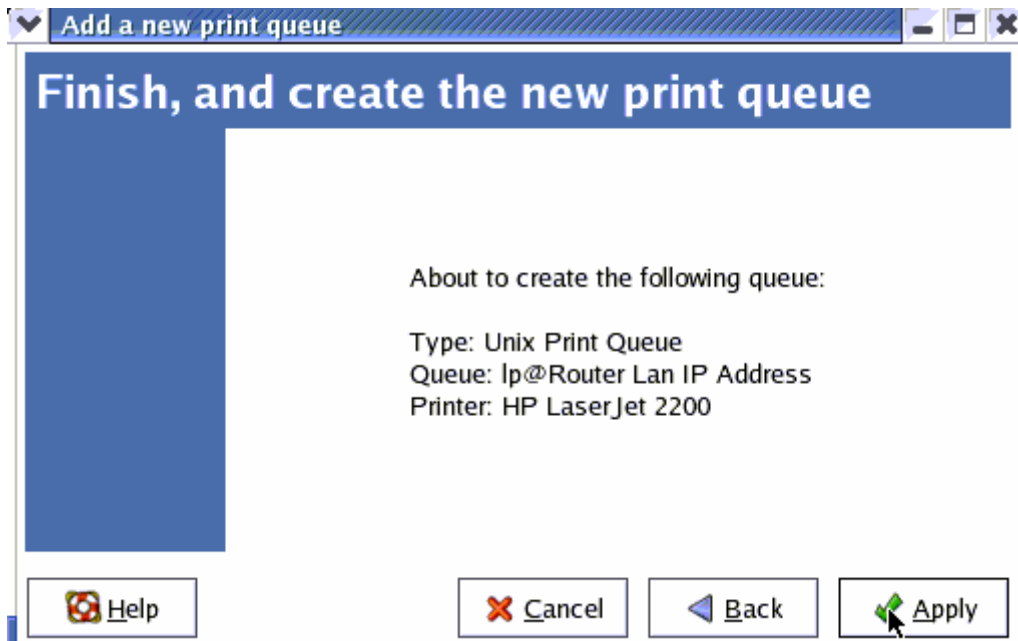 Add a new print queue
Finish, and create the new print queue
About to create the following queue:
Type: Unix Print Queue
Queue: lp@Router Lan IP Address
Printer: HP LaserJet 2200
Help
Cancel
Back
Apply